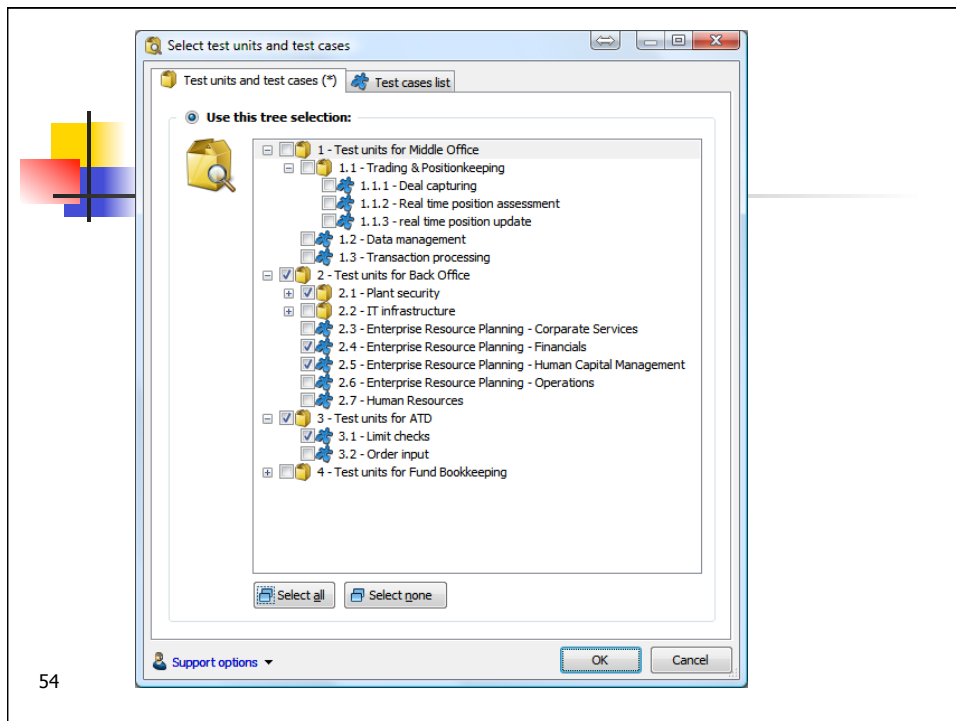 Select test units and test cases
Test units and test cases (*)
Test cases list
Use this tree selection:
1 - Test units for Middle Office
1.1 - Trading & Positionkeeping
1.1.1 - Deal capturing
1.1.2 - Real time position assessment
1.1.3 - real time position update
1.2 - Data management
1.3 - Transaction processing
2 - Test units for Back Office
2.1 - Plant security
2.2 - IT infrastructure
2.3 - Enterprise Resource Planning - Corparate Services
2.4 - Enterprise Resource Planning - Financials
2.5 - Enterprise Resource Planning - Human Capital Management
2.6 - Enterprise Resource Planning - Operations
2.7 - Human Resources
3 - Test units for ATD
3.1 - Limit checks
3.2 - Order input
4 - Test units for Fund Bookkeeping
Select all
Select none
Support options
OK
Cancel
54